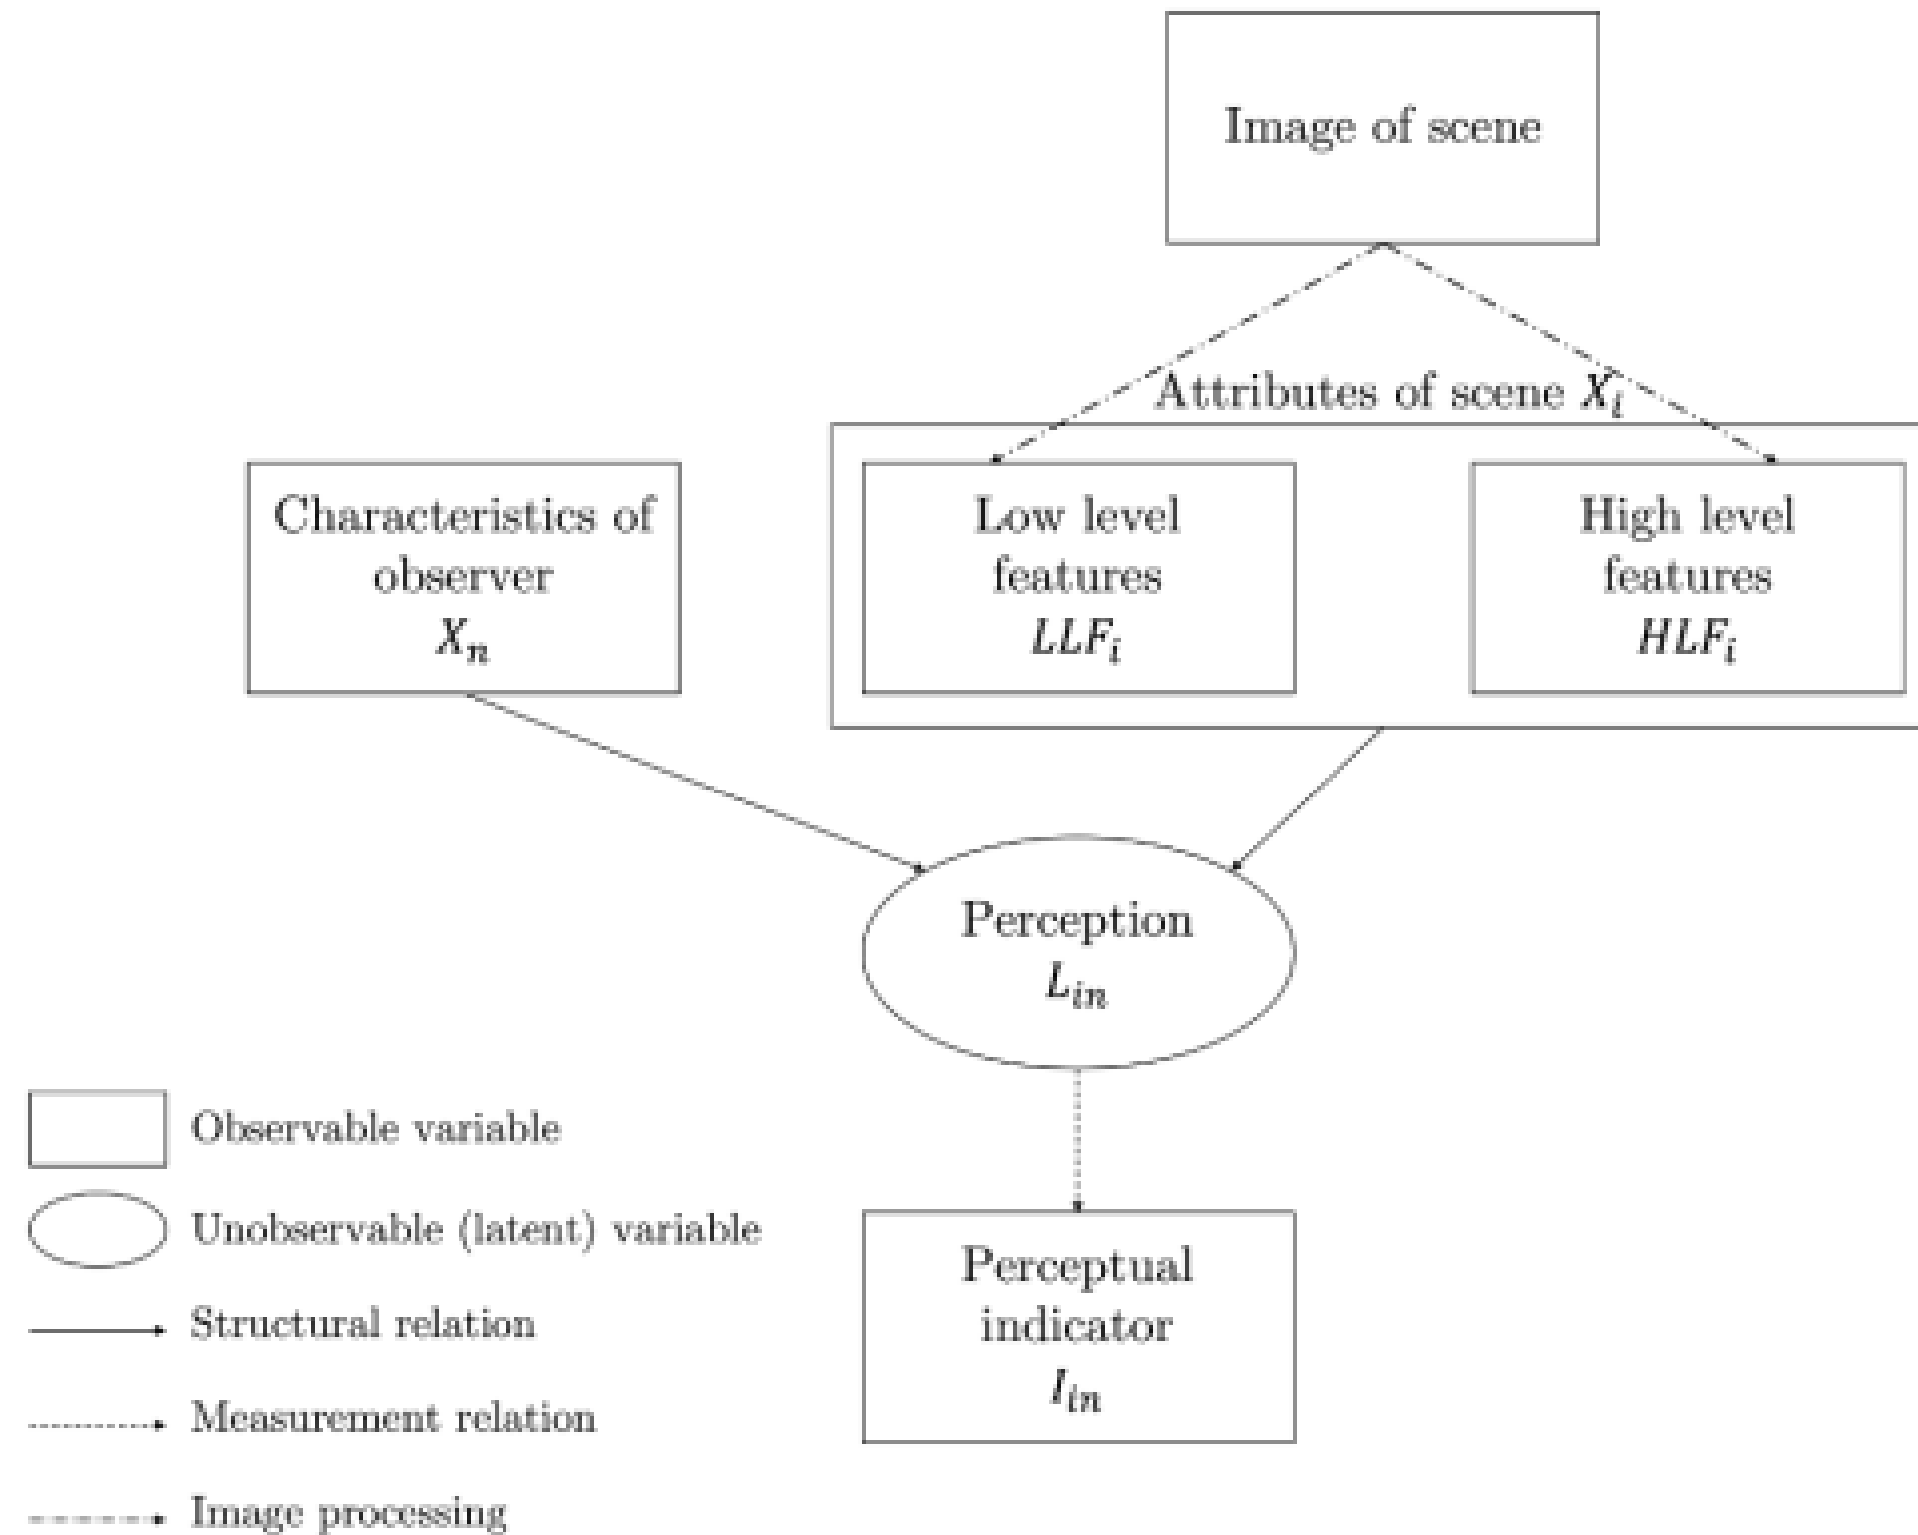 Image of scene
Attributes of scene X_i
Characteristics of
observer
X_n
Low level
features
LLF_i
High level
features
HLF_i
Perception
L_in
Perceptual
indicator
I_in
Observable variable
Unobservable (latent) variable
Structural relation
Measurement relation
Image processing